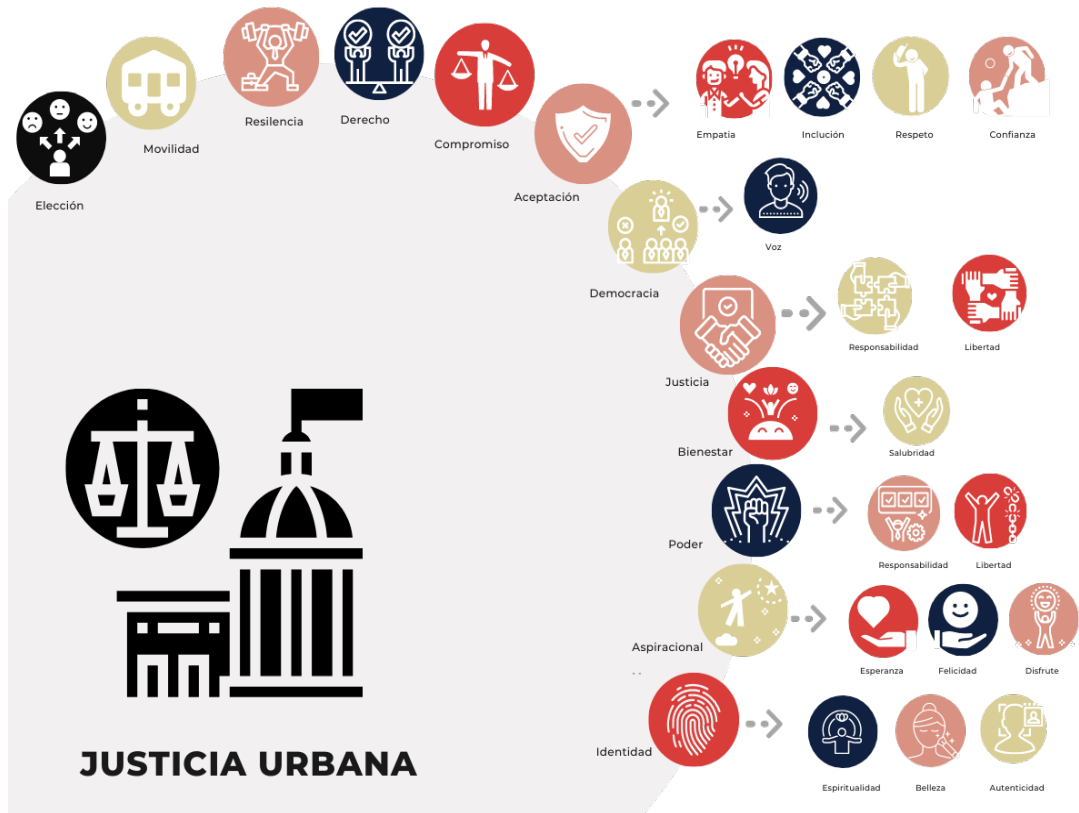 Elección
Movilidad
Resilencia
Derecho
Compromiso
Aceptación
Empatia
Inclución
Respeto
Confianza
Democracia
Voz
Justicia
Responsabilidad
Libertad
Bienestar
Salubridad
Poder
Responsabilidad
Libertad
Aspiracional
Esperanza
Felicidad
Disfrute
Identidad
Espiritualidad
Belleza
Autenticidad
JUSTICIA URBANA